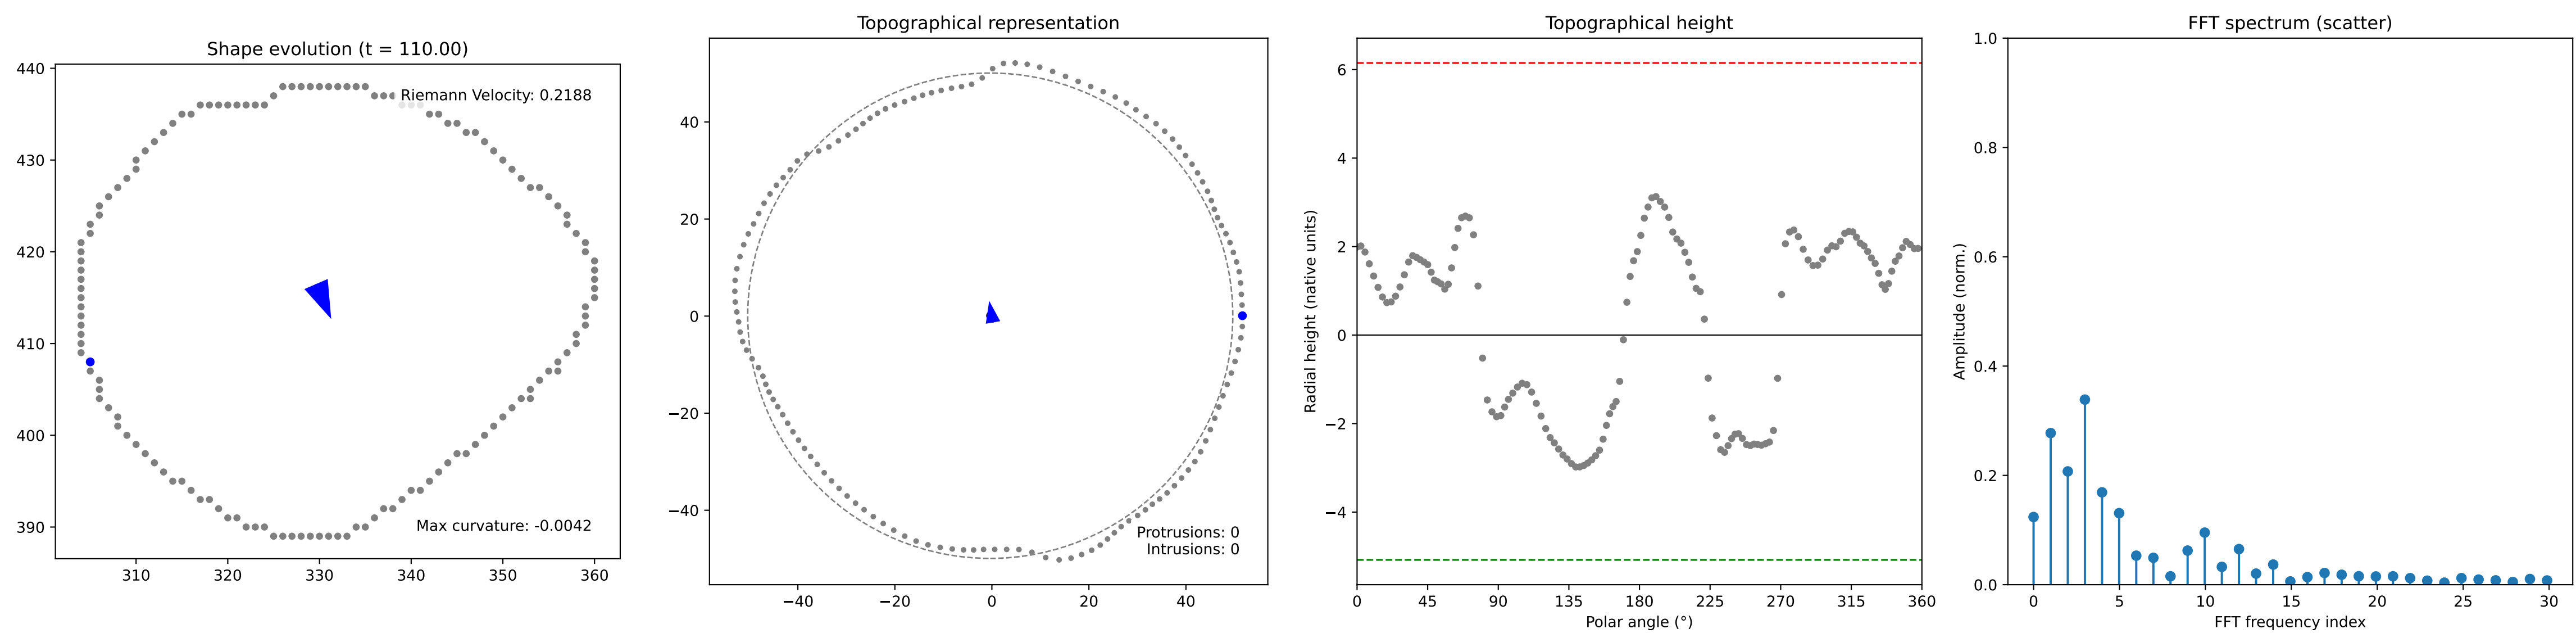 Shape evolution (t = 110.00)
440
430
420
410
400
390
310 320 330 340 350 360
Riemann Velocity: 0.2188
Max curvature: -0.0042
Topographical representation
40
20
0
−20
−40
−40 −20 0 20 40
Protrusions: 0
Intrusions: 0
Topographical height
Radial height (native units)
6
4
2
0
−2
−4
0 45 90 135 180 225 270 315 360
Polar angle (°)
FFT spectrum (scatter)
Amplitude (norm.)
1.0
0.8
0.6
0.4
0.2
0.0
0 5 10 15 20 25 30
FFT frequency index